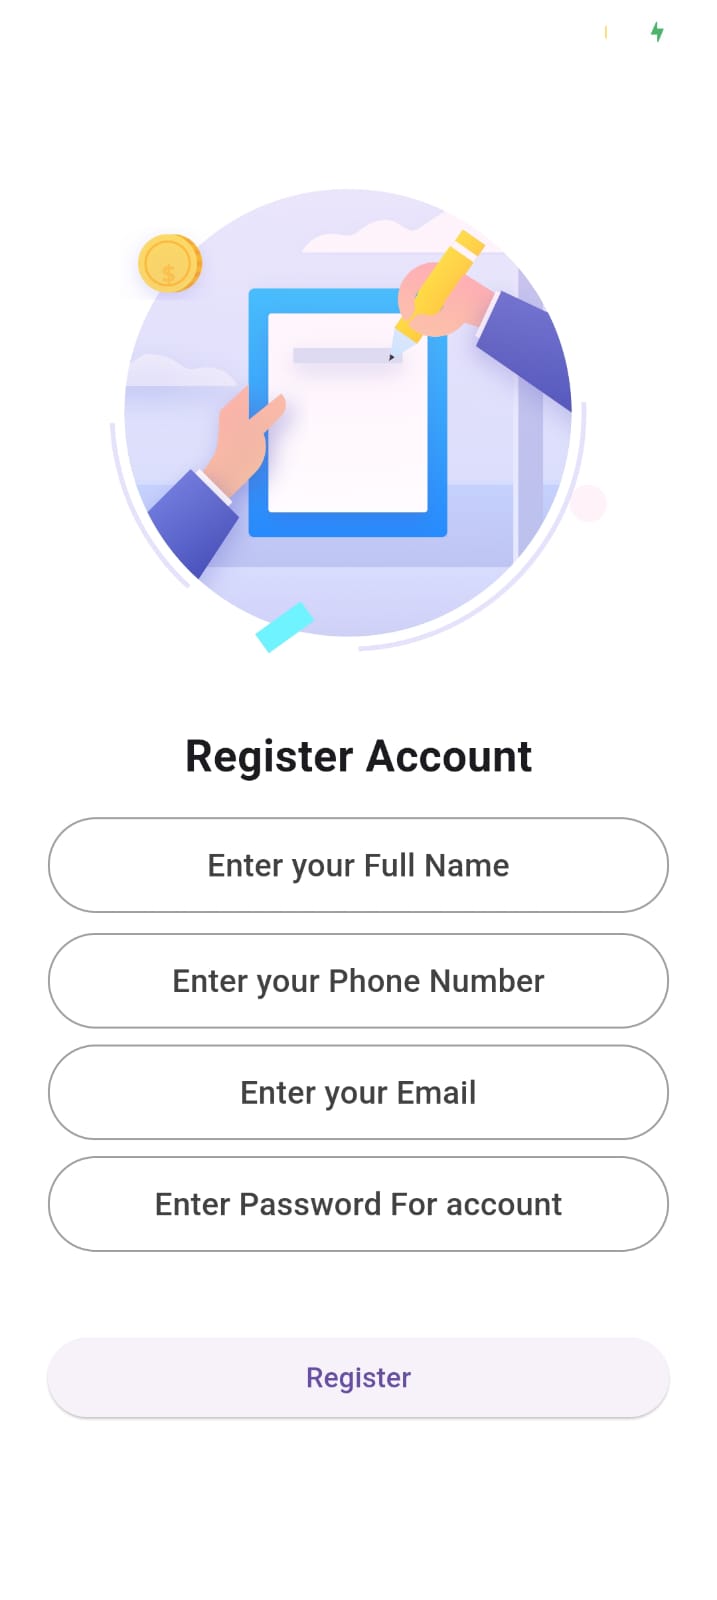 $
Register Account
Enter your Full Name
Enter your Phone Number
Enter your Email
Enter Password For account
Register